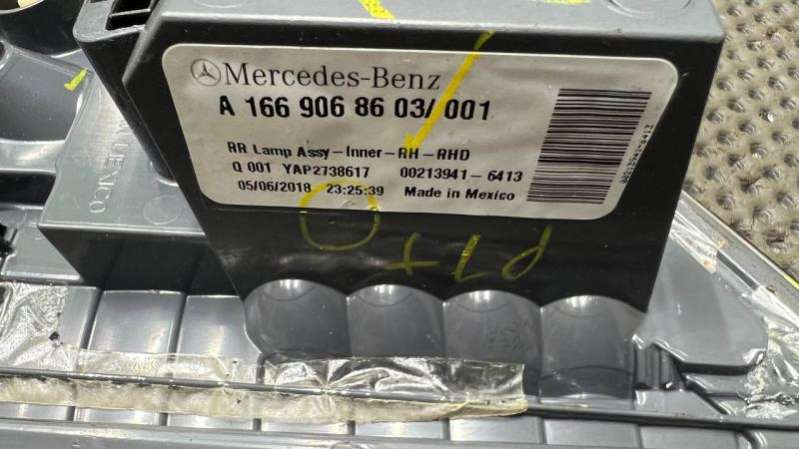 Mercedes-Benz
A 166 906 86 03/ 001
RR Lamp Assy-Inner-RH-RHD
Q 001 YAP2738617 00213941-6413
05/06/2018 23:25:39 Made in Mexico
MEXICO